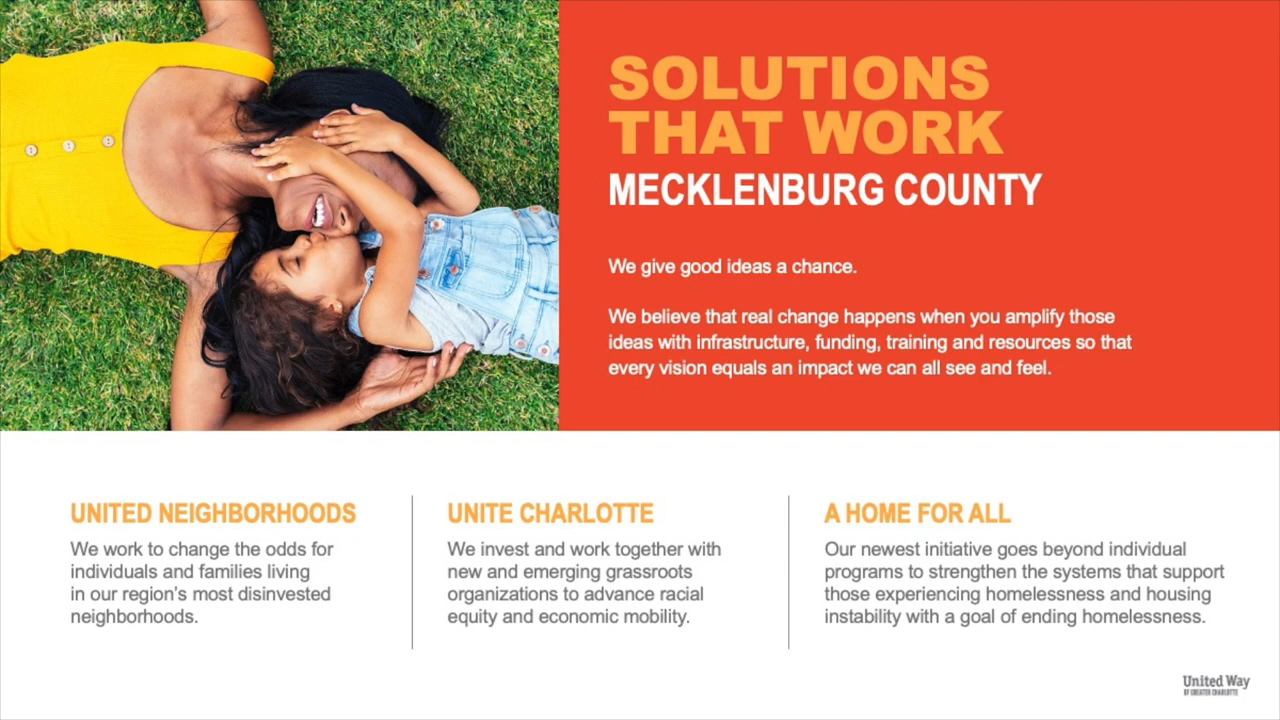 SOLUTIONS
THAT WORK
MECKLENBURG COUNTY
We give good ideas a chance.
We believe that real change happens when you amplify those
ideas with infrastructure, funding, training and resources so that
every vision equals an impact we can all see and feel.
UNITED NEIGHBORHOODS
We work to change the odds for
individuals and families living
in our region’s most disinvested
neighborhoods.
UNITE CHARLOTTE
We invest and work together with
new and emerging grassroots
organizations to advance racial
equity and economic mobility.
A HOME FOR ALL
Our newest initiative goes beyond individual
programs to strengthen the systems that support
those experiencing homelessness and housing
instability with a goal of ending homelessness.
United Way
OF GREATER CHARLOTTE